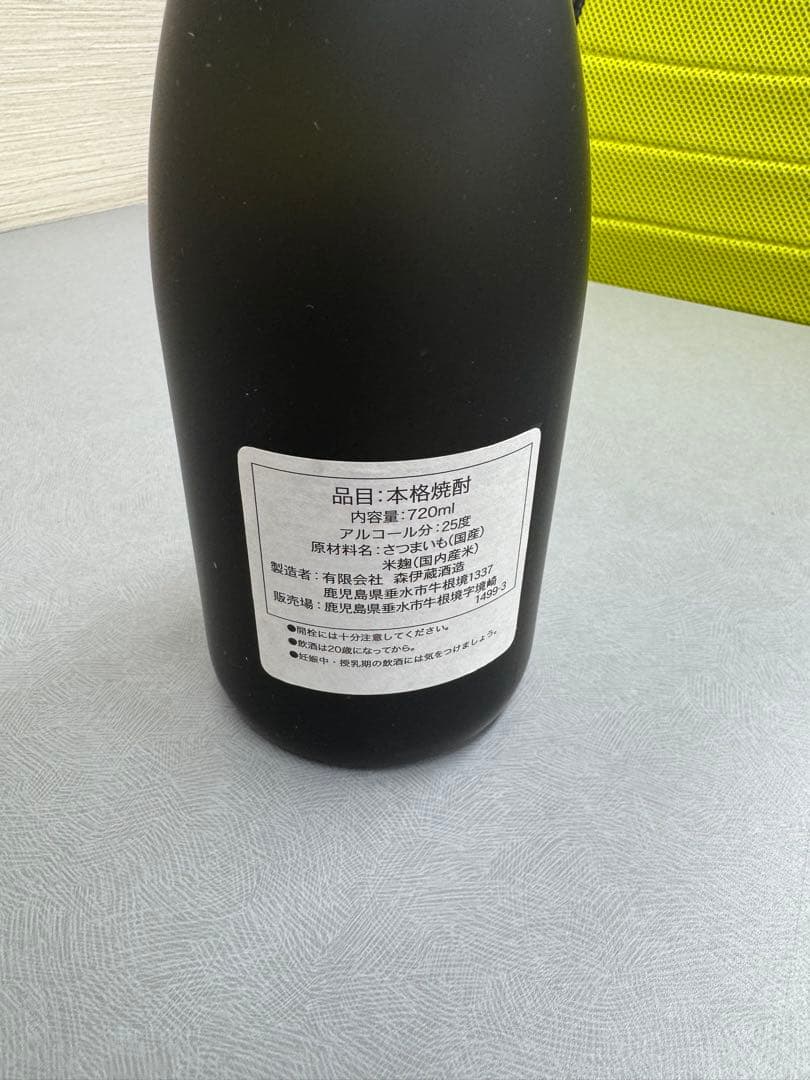 品目:本格焼酎
内容量:720ml
アルコール分:25度
原材料名:さつまいも(国産)
米麹(国内産米)
製造者:有限会社 森伊蔵酒造
鹿児島県垂水市牛根境1337
販売場:鹿児島県垂水市牛根境字境崎
1499-3
●開栓には十分注意してください。
●飲酒は20歳になってから。
●妊娠中・授乳期の飲酒には気をつけましょう。